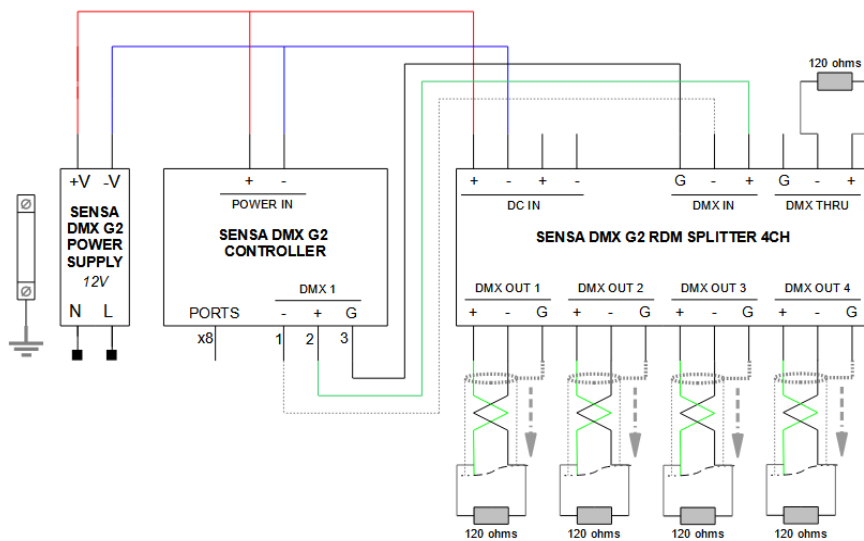 120 ohms
+V -V
SENSA
DMX G2
POWER
SUPPLY
12V
N L
+ -
POWER IN
SENSA DMX G2
CONTROLLER
DMX 1
PORTS - + G
x8 1 2 3
+ - + -
DC IN
G - +
DMX IN
G - +
DMX THRU
SENSA DMX G2 RDM SPLITTER 4CH
DMX OUT 1 DMX OUT 2 DMX OUT 3 DMX OUT 4
+ - G + - G + - G + - G
120 ohms 120 ohms 120 ohms 120 ohms